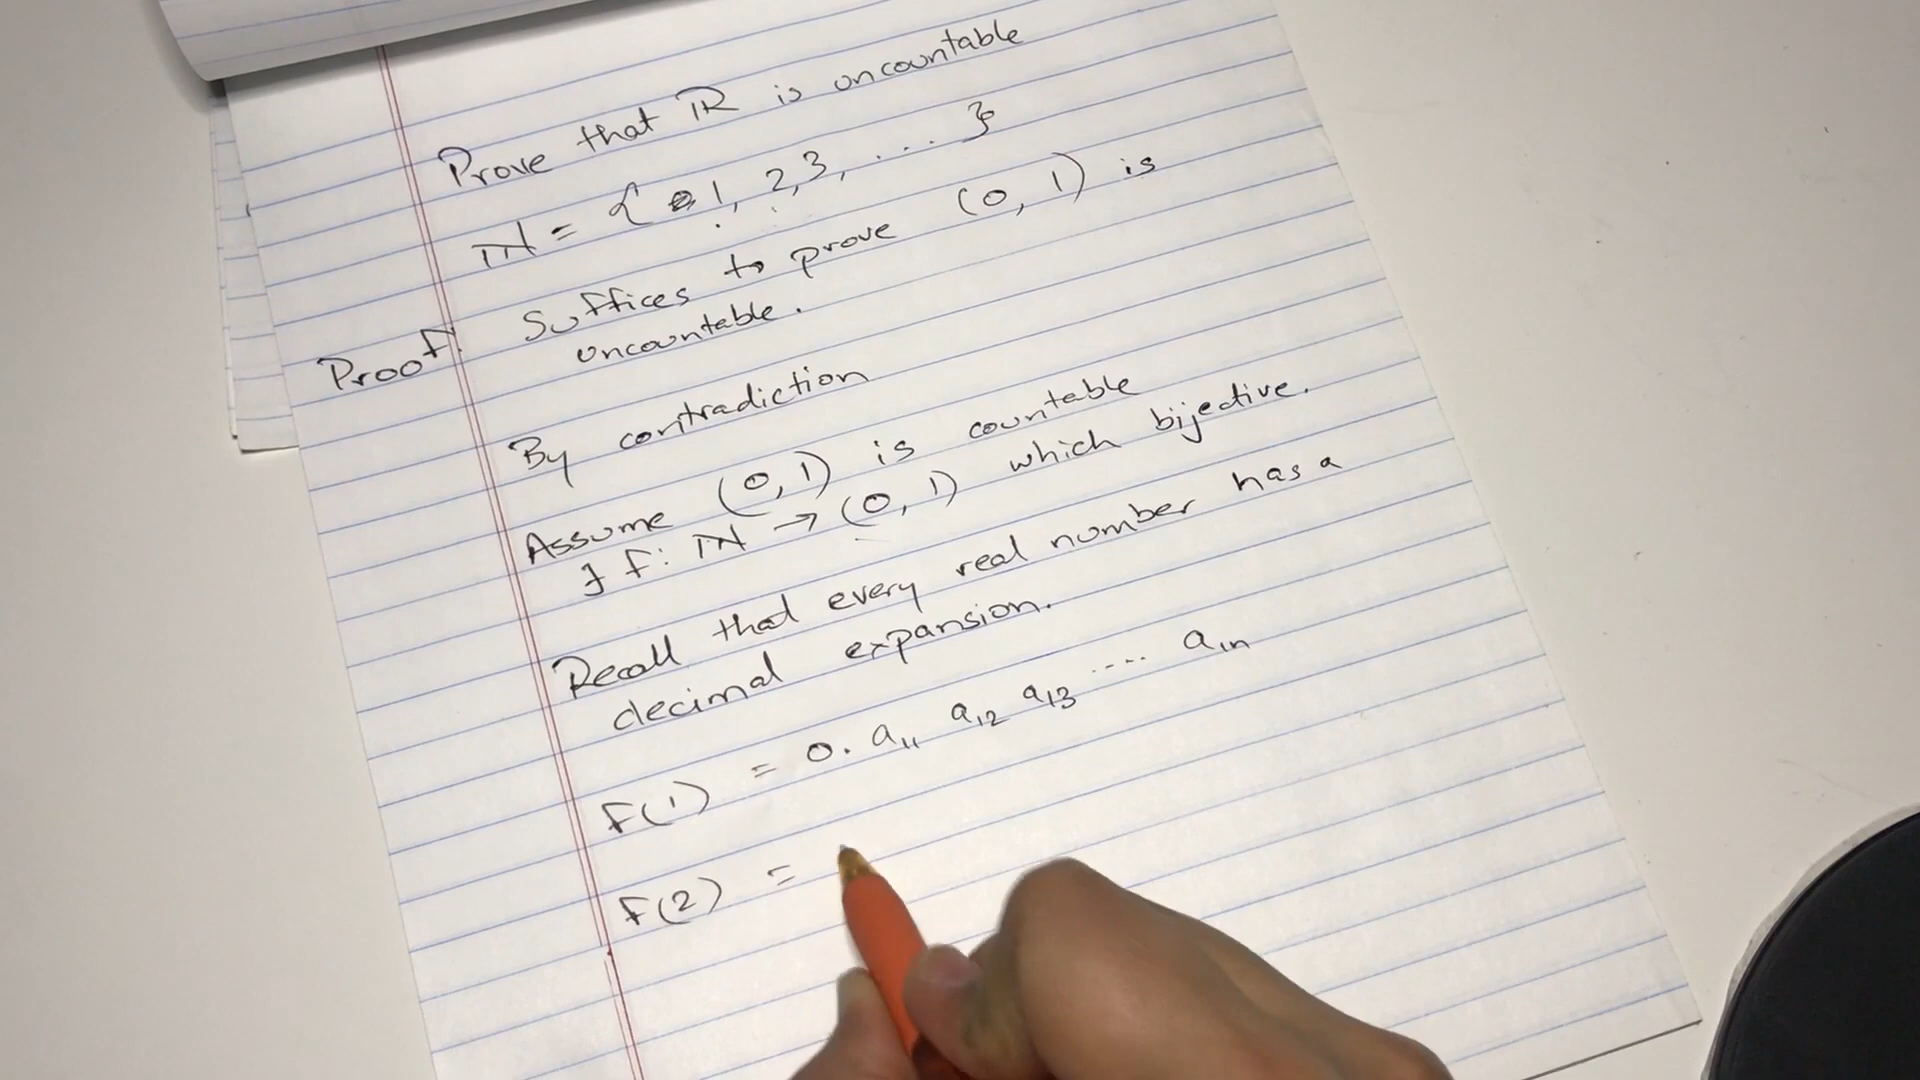 Prove that ℝ is uncountable
ℕ = { 1, 2, 3, .... }
Proof: Suffices to prove (0, 1) is
uncountable.
By contradiction
Assume (0, 1) is countable
∃ f: ℕ → (0, 1) which bijective.
Recall that every real number has a
decimal expansion.
f(1) = 0. a₁₁ a₁₂ a₁₃ .... a₁ₙ
f(2) =